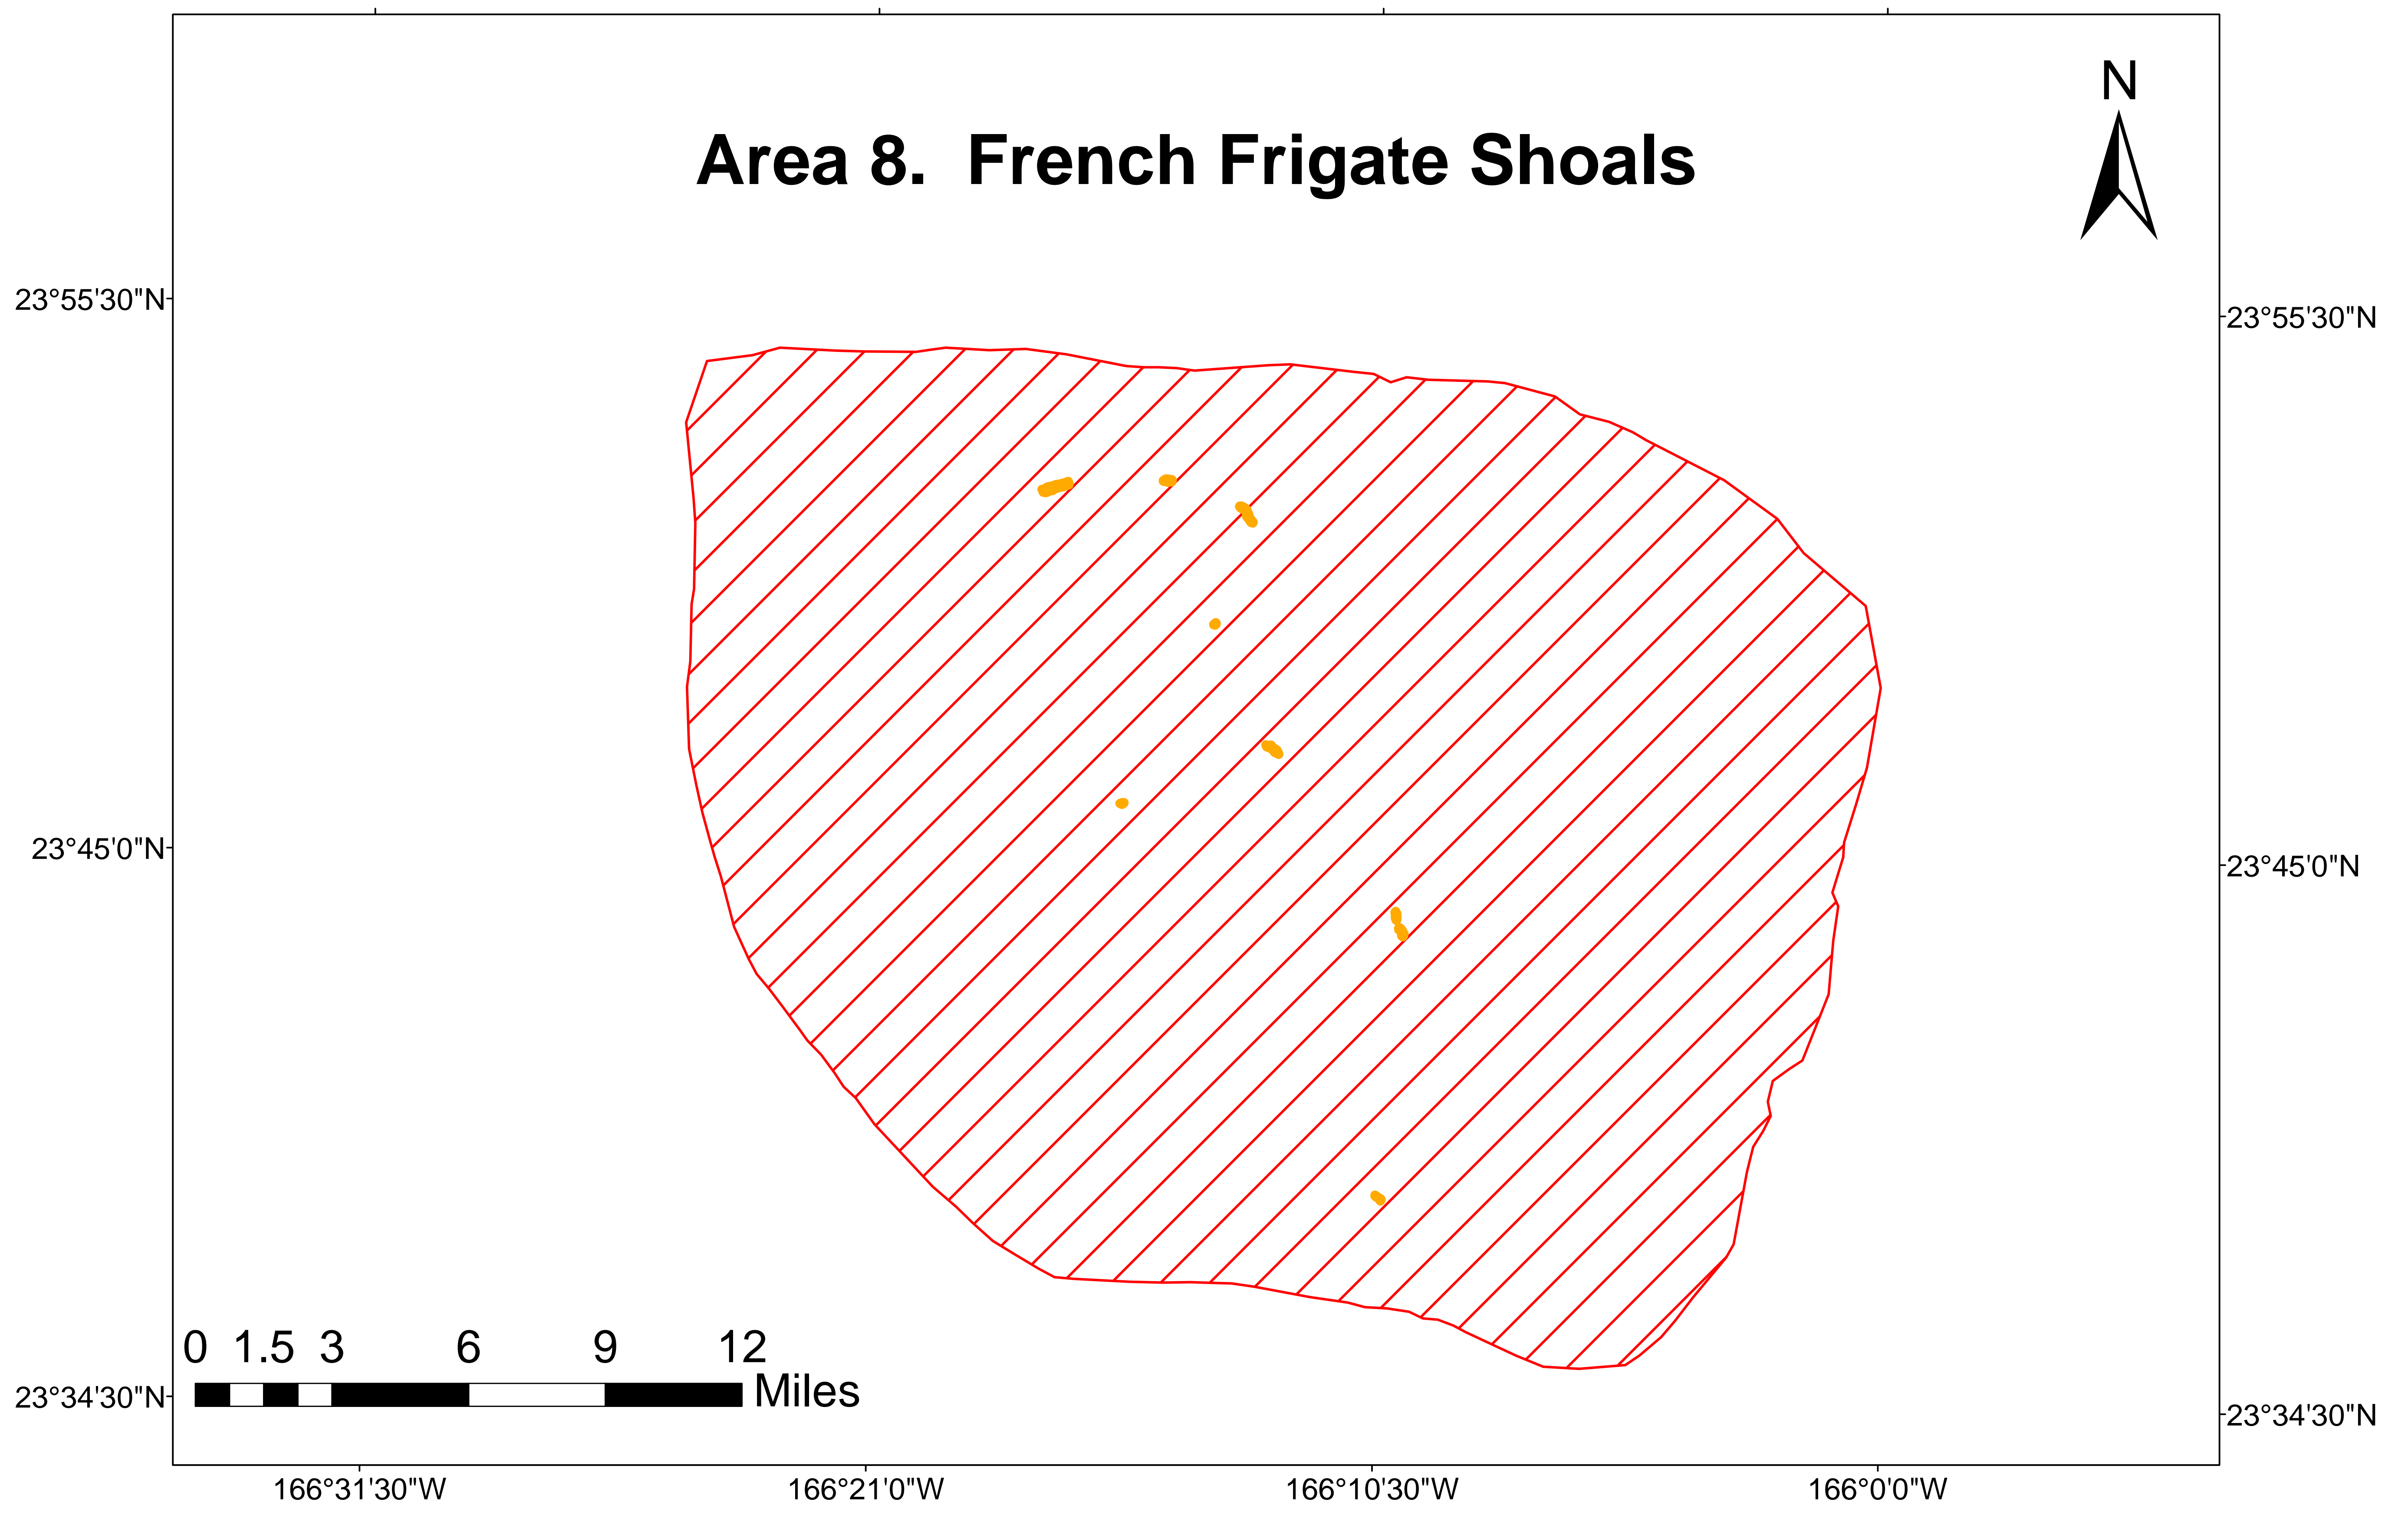 N
Area 8.  French Frigate Shoals
23°55'30"N
23°55'30"N
23°45'0"N
23°45'0"N
0 1.5 3 6 9 12
Miles
23°34'30"N
23°34'30"N
166°31'30"W 166°21'0"W 166°10'30"W 166°0'0"W